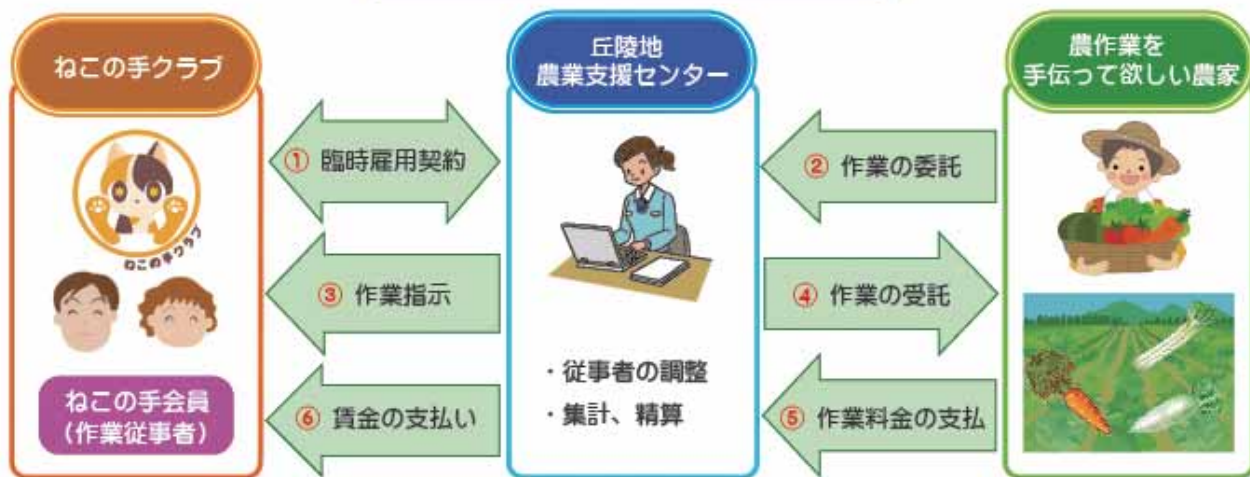 ねこの手クラブ
ねこの手クラブ
ねこの手会員
（作業従事者）
① 臨時雇用契約
③ 作業指示
⑥ 賃金の支払い
丘陵地
農業支援センター
・従事者の調整
・集計、精算
② 作業の委託
④ 作業の受託
⑤ 作業料金の支払
農作業を
手伝って欲しい農家